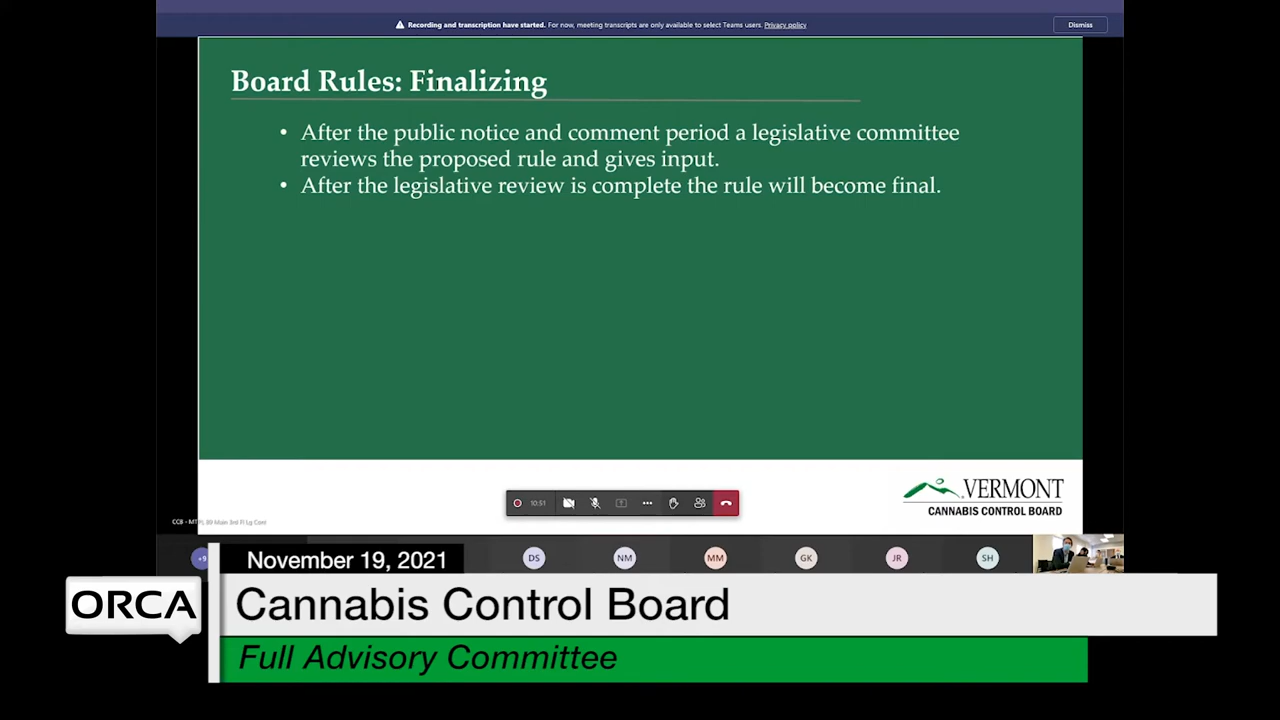 Recording and transcription have started. For now, meeting transcripts are only available to select Teams users. Privacy policy
Dismiss
Board Rules: Finalizing
• After the public notice and comment period a legislative committee
reviews the proposed rule and gives input.
• After the legislative review is complete the rule will become final.
10:51
VERMONT
CANNABIS CONTROL BOARD
+9
DS
NM
MM
GK
JR
SH
November 19, 2021
ORCA
Cannabis Control Board
Full Advisory Committee